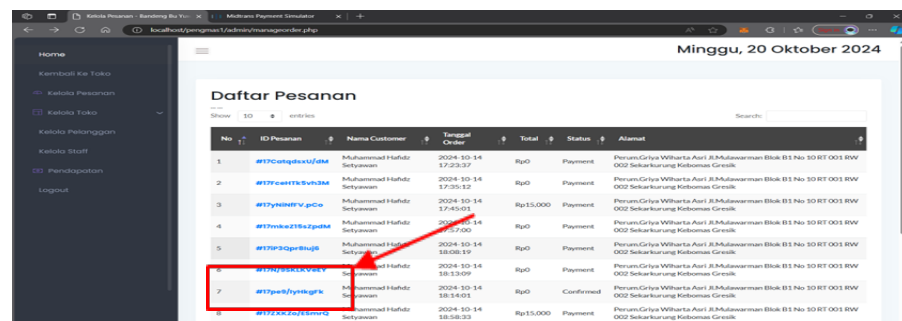 Kelola Pesanan - Bandeng Bu Yu
Midtrans Payment Simulator
localhost/pengmas1/admin/manageorder.php
Home
Kembali Ke Toko
Kelola Pesanan
Kelola Toko
Kelola Pelanggan
Kelola Staff
Pendapatan
Logout
Minggu, 20 Oktober 2024
Daftar Pesanan
Show 10 entries
Search:
No ID Pesanan Nama Customer Tanggal Order Total Status Alamat
1 Muhammad Hafidz Setyawan 2024-10-14 17:23:37 Rp0 Payment Perum.Griya Wiharta Asri Jl.Mulawarman Blok B1 No 10 RT 001 RW 002 Sekarkurung Kebomas Gresik
2 #17FceHTk5vh3M Muhammad Hafidz Setyawan 2024-10-14 17:35:12 Rp0 Payment Perum.Griya Wiharta Asri Jl.Mulawarman Blok B1 No 10 RT 001 RW 002 Sekarkurung Kebomas Gresik
3 #17yNiNfFV.pCo Muhammad Hafidz Setyawan 2024-10-14 17:45:01 Rp15,000 Payment Perum.Griya Wiharta Asri Jl.Mulawarman Blok B1 No 10 RT 001 RW 002 Sekarkurung Kebomas Gresik
4 #17mkeZ15sZpdM Muhammad Hafidz Setyawan 2024-10-14 17:57:00 Rp0 Payment Perum.Griya Wiharta Asri Jl.Mulawarman Blok B1 No 10 RT 001 RW 002 Sekarkurung Kebomas Gresik
5 Muhammad Hafidz Setyawan 2024-10-14 18:08:19 Rp0 Payment Perum.Griya Wiharta Asri Jl.Mulawarman Blok B1 No 10 RT 001 RW 002 Sekarkurung Kebomas Gresik
6 Muhammad Hafidz Setyawan 2024-10-14 18:13:09 Rp0 Payment Perum.Griya Wiharta Asri Jl.Mulawarman Blok B1 No 10 RT 001 RW 002 Sekarkurung Kebomas Gresik
7 #17pe9/IyHkgFk Muhammad Hafidz Setyawan 2024-10-14 18:14:01 Rp0 Confirmed Perum.Griya Wiharta Asri Jl.Mulawarman Blok B1 No 10 RT 001 RW 002 Sekarkurung Kebomas Gresik
8 Muhammad Hafidz Setyawan 2024-10-14 18:58:33 Rp15,000 Payment Perum.Griya Wiharta Asri Jl.Mulawarman Blok B1 No 10 RT 001 RW 002 Sekarkurung Kebomas Gresik